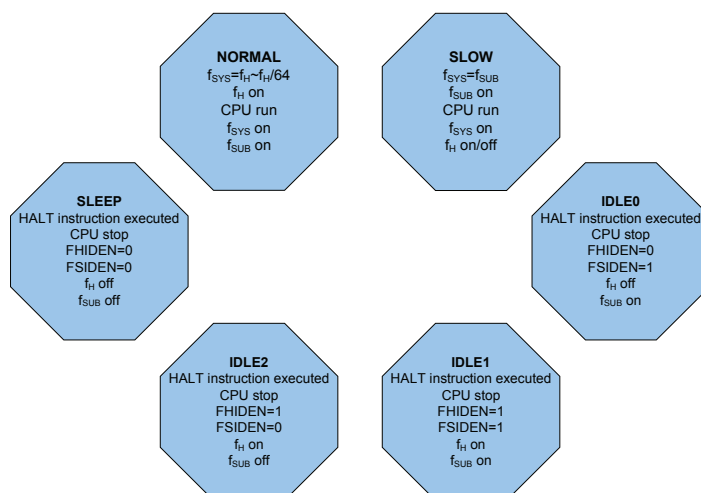 NORMAL
fSYS=fH~fH/64
fH on
CPU run
fSYS on
fSUB on
SLOW
fSYS=fSUB
fSUB on
CPU run
fSYS on
fH on/off
SLEEP
HALT instruction executed
CPU stop
FHIDEN=0
FSIDEN=0
fH off
fSUB off
IDLE0
HALT instruction executed
CPU stop
FHIDEN=0
FSIDEN=1
fH off
fSUB on
IDLE2
HALT instruction executed
CPU stop
FHIDEN=1
FSIDEN=0
fH on
fSUB off
IDLE1
HALT instruction executed
CPU stop
FHIDEN=1
FSIDEN=1
fH on
fSUB on